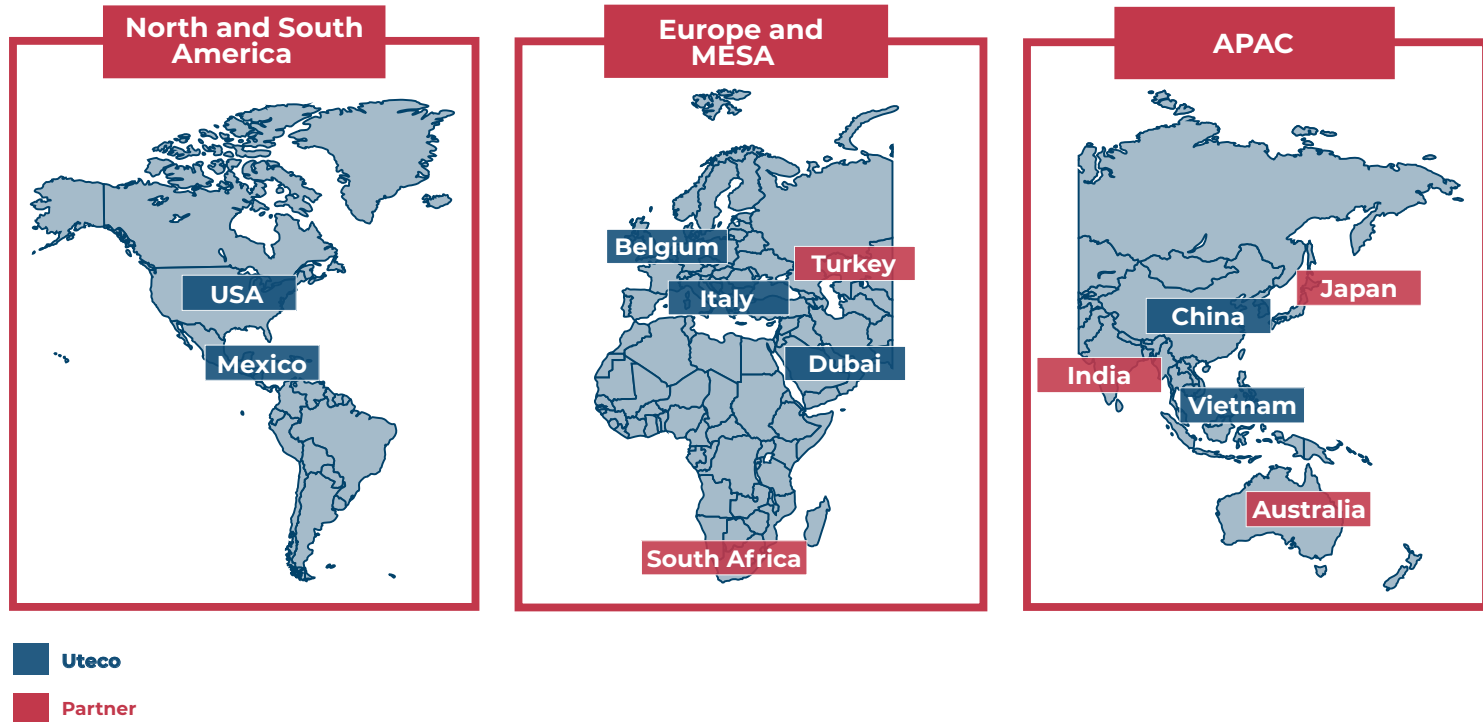 North and South
America
USA
Mexico
Europe and
MESA
Belgium
Turkey
Italy
Dubai
South Africa
APAC
Japan
China
India
Vietnam
Australia
Uteco
Partner